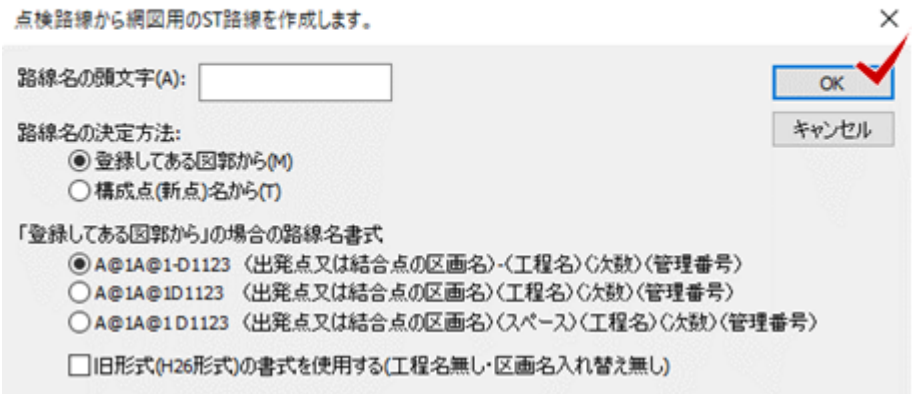 点検路線から網図用のST路線を作成します。
路線名の頭文字(A):
OK
路線名の決定方法:
キャンセル
登録してある図郭から(M)
構成点(新点)名から(T)
「登録してある図郭から」の場合の路線名書式
A@1A@1-D1123 〈出発点又は結合点の区画名〉-〈工程名〉〈次数〉〈管理番号〉
A@1A@1D1123 〈出発点又は結合点の区画名〉〈工程名〉〈次数〉〈管理番号〉
A@1A@1 D1123 〈出発点又は結合点の区画名〉〈スペース〉〈工程名〉〈次数〉〈管理番号〉
旧形式(H26形式)の書式を使用する(工程名無し・区画名入れ替え無し)